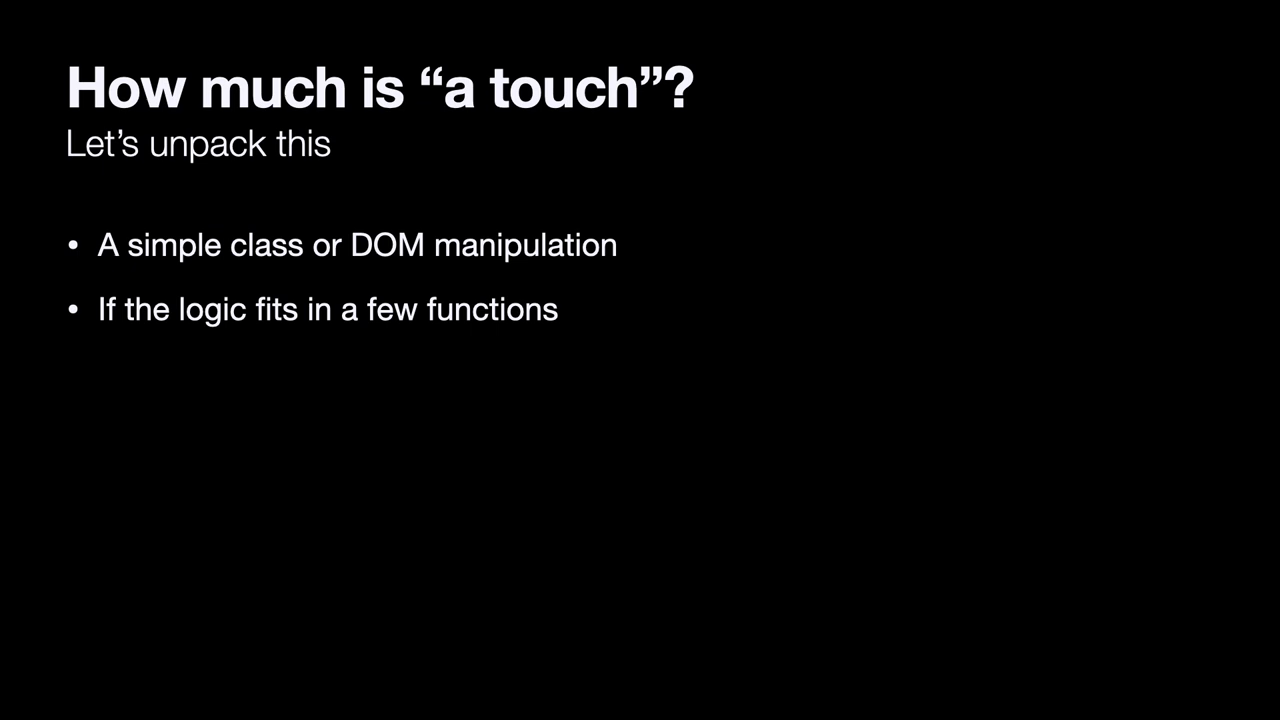 How much is “a touch”?
Let’s unpack this
• A simple class or DOM manipulation
• If the logic fits in a few functions